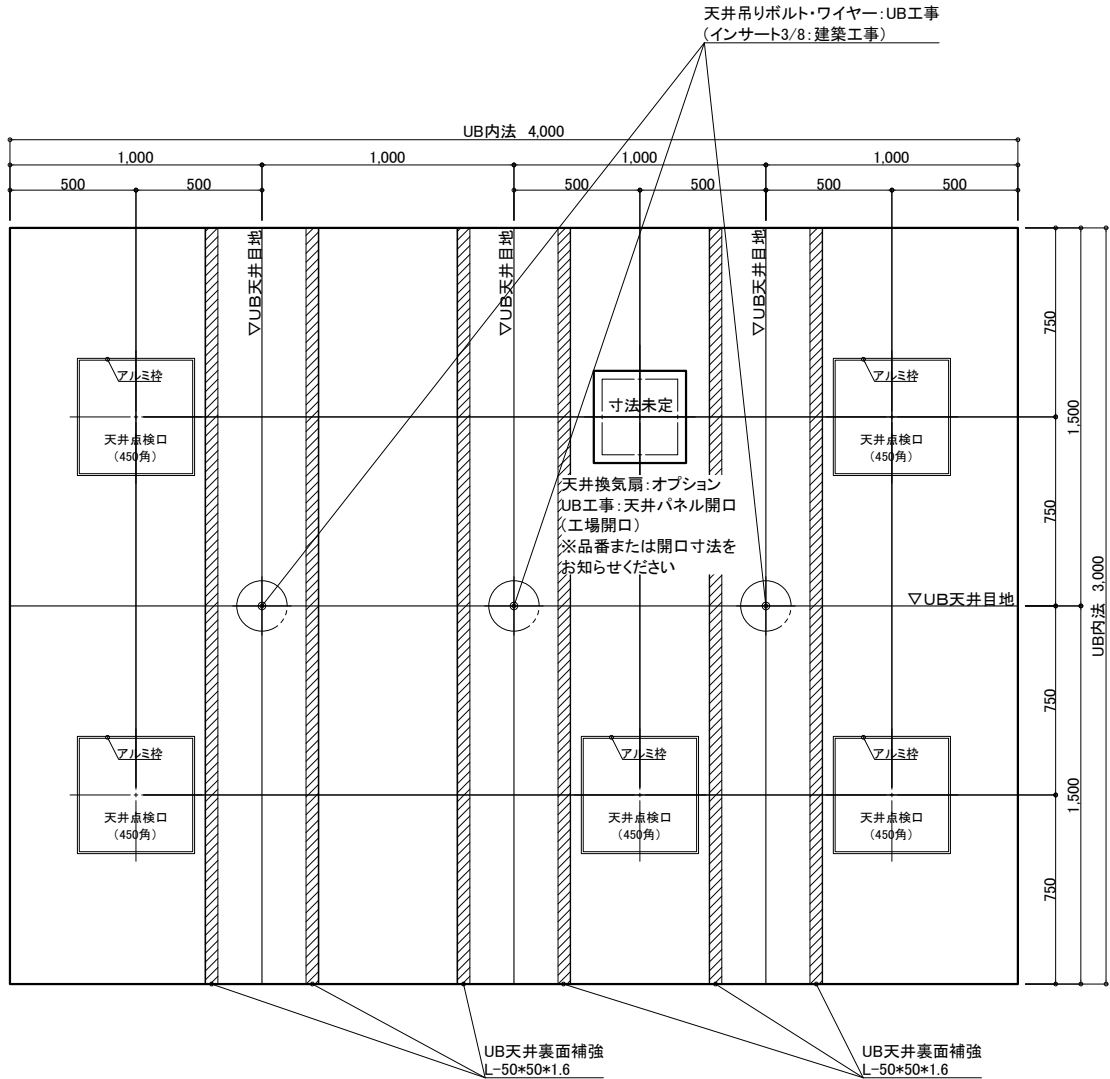 天井吊りボルト・ワイヤー：UB工事
(インサート3/8：建築工事)
UB内法 4,000
1,000
1,000
1,000
1,000
500
500
500
500
500
500
▽UB天井目地
▽UB天井目地
▽UB天井目地
750
アルミ枠
天井点検口
(450角)
寸法未定
アルミ枠
天井点検口
(450角)
1,500
天井換気扇：オプション
UB工事：天井パネル開口
(工場開口)
※品番または開口寸法を
お知らせください
750
▽UB天井目地
UB内法 3,000
750
アルミ枠
天井点検口
(450角)
アルミ枠
天井点検口
(450角)
アルミ枠
天井点検口
(450角)
1,500
750
UB天井裏面補強
L-50*50*1.6
UB天井裏面補強
L-50*50*1.6